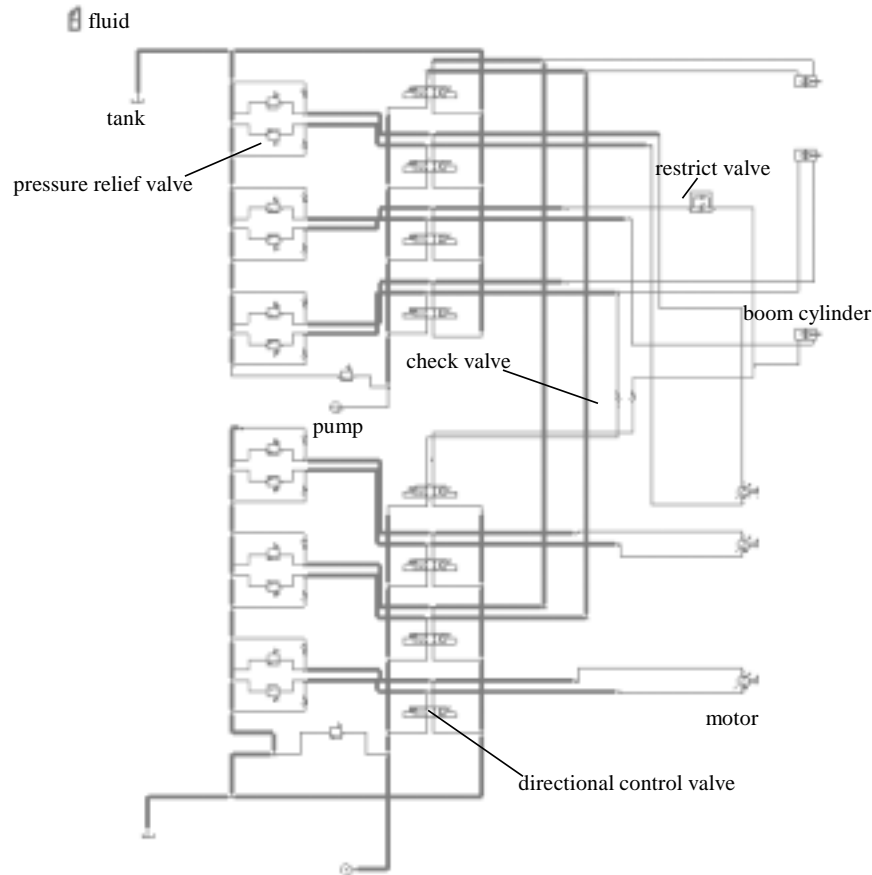 fluid
tank
pressure relief valve
restrict valve
boom cylinder
check valve
pump
motor
directional control valve